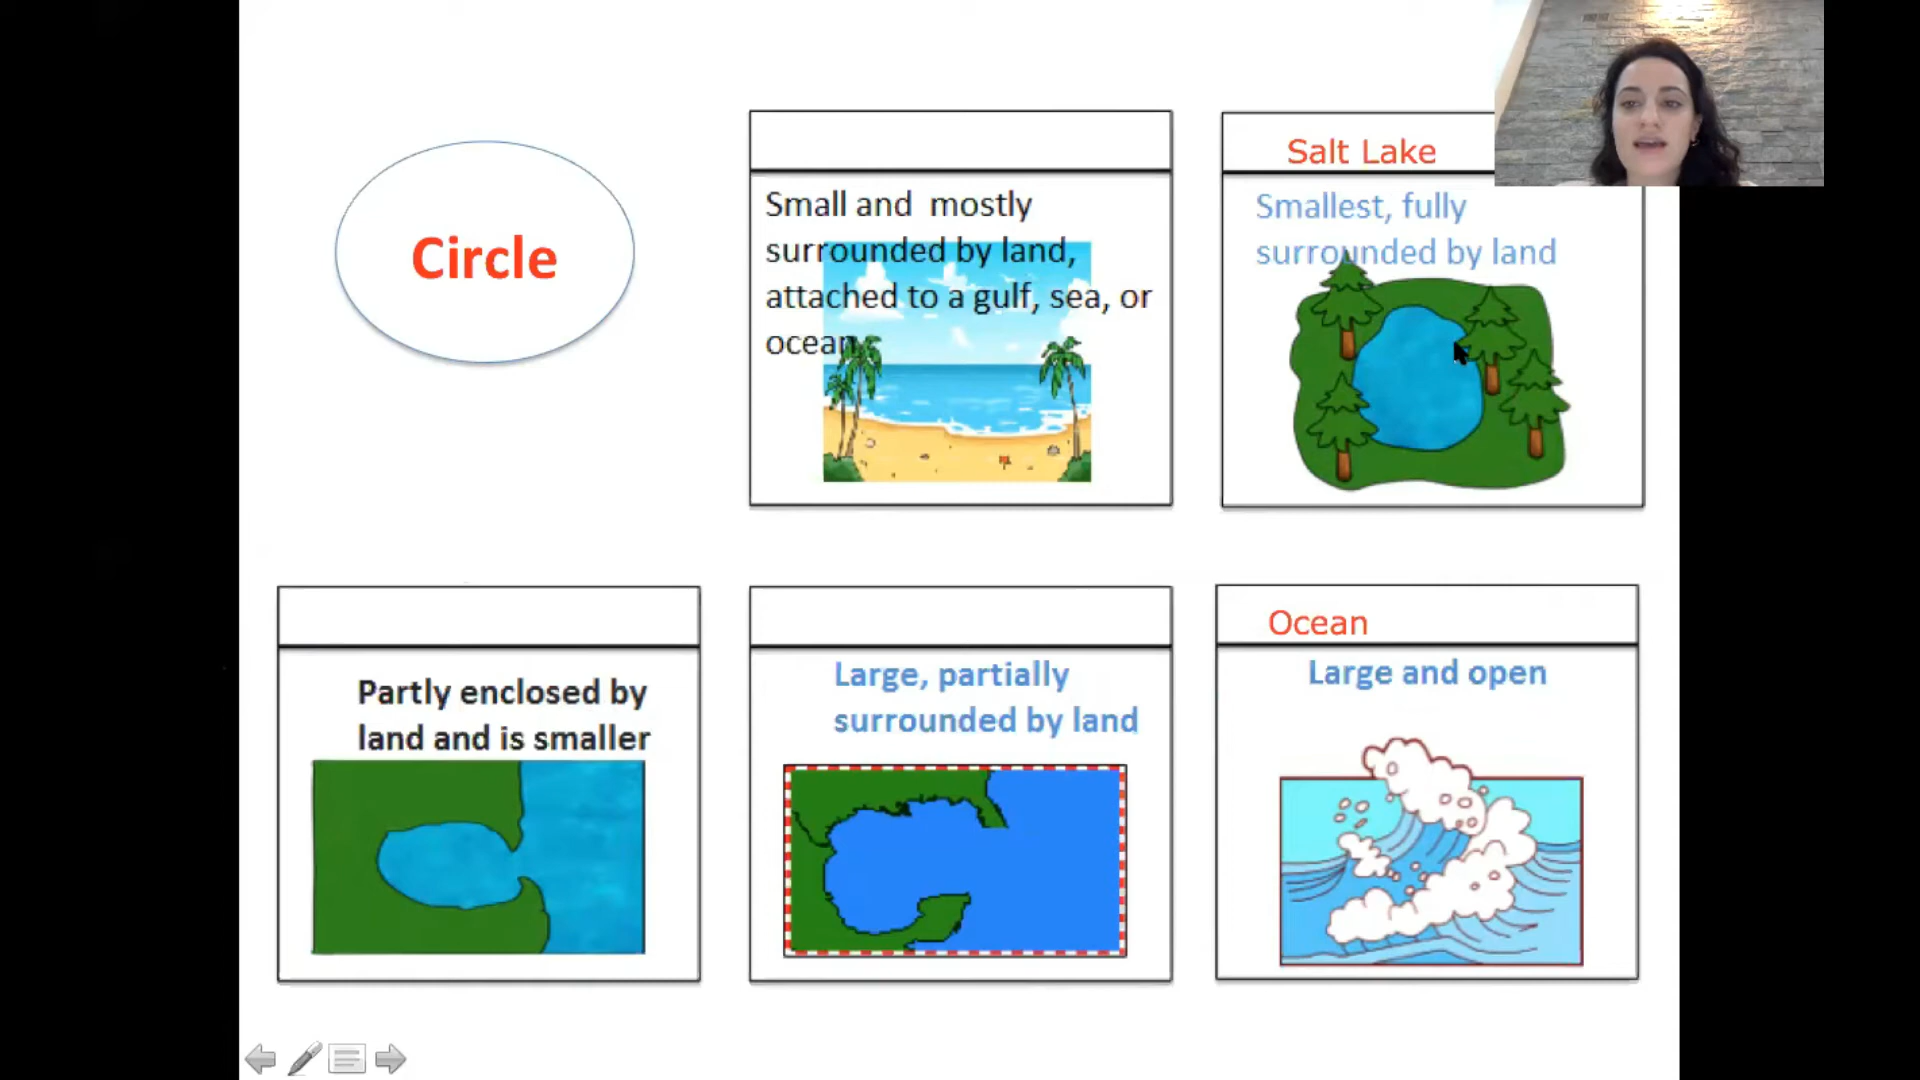 Circle
Small and mostly
surrounded by land,
attached to a gulf, sea, or
ocean
Salt Lake
Smallest, fully
surrounded by land
Partly enclosed by
land and is smaller
Large, partially
surrounded by land
Ocean
Large and open